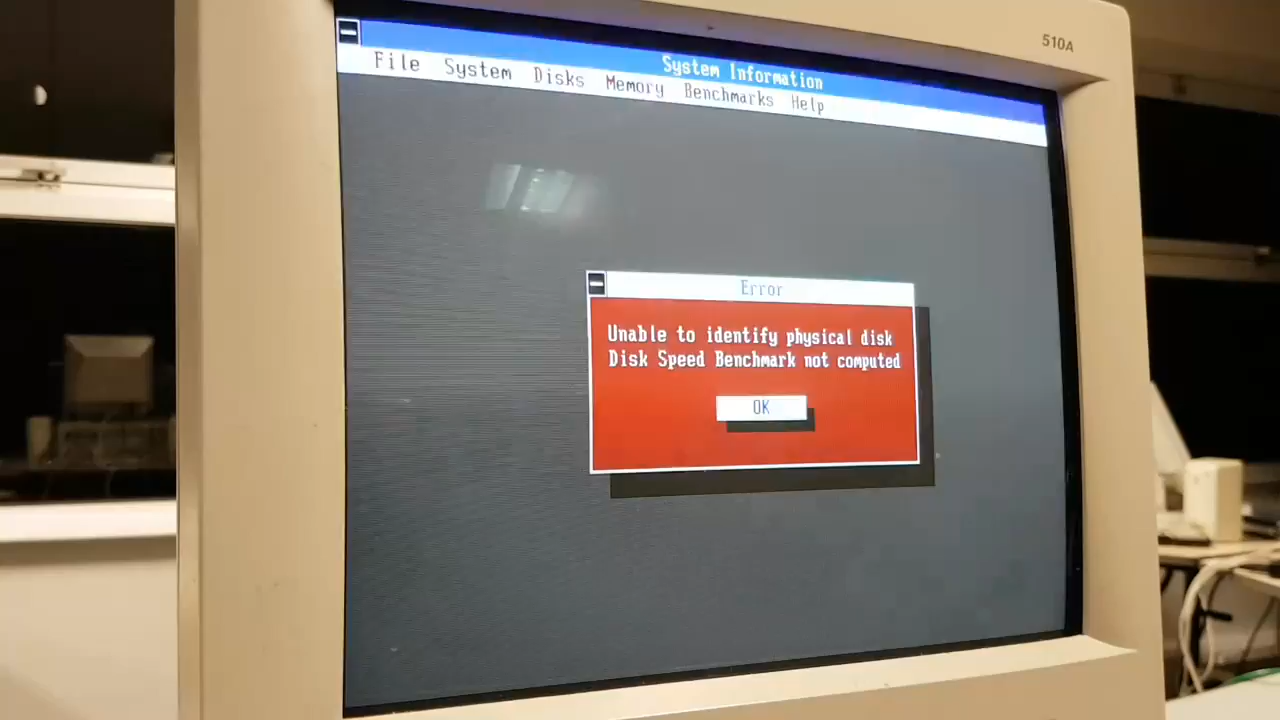 510A
System Information
File System Disks Memory Benchmarks Help
Error
Unable to identify physical disk
Disk Speed Benchmark not computed
OK